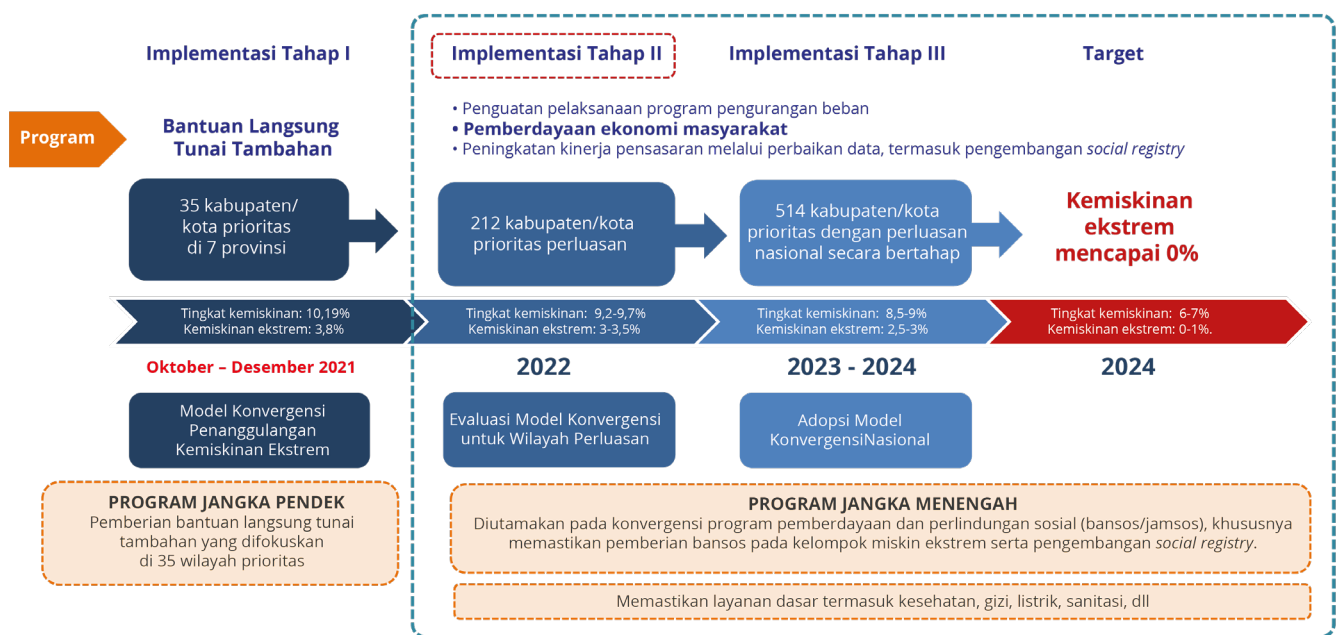 Implementasi Tahap I
Implementasi Tahap II
Implementasi Tahap III
Target
Program
Bantuan Langsung
Tunai Tambahan
• Penguatan pelaksanaan program pengurangan beban
• Pemberdayaan ekonomi masyarakat
• Peningkatan kinerja pensasaran melalui perbaikan data, termasuk pengembangan social registry
35 kabupaten/
kota prioritas
di 7 provinsi
212 kabupaten/kota
prioritas perluasan
514 kabupaten/kota
prioritas dengan perluasan
nasional secara bertahap
Kemiskinan
ekstrem
mencapai 0%
Tingkat kemiskinan: 10,19%
Kemiskinan ekstrem: 3,8%
Tingkat kemiskinan: 9,2-9,7%
Kemiskinan ekstrem: 3-3,5%
Tingkat kemiskinan: 8,5-9%
Kemiskinan ekstrem: 2,5-3%
Tingkat kemiskinan: 6-7%
Kemiskinan ekstrem: 0-1%.
Oktober – Desember 2021
2022
2023 - 2024
2024
Model Konvergensi
Penanggulangan
Kemiskinan Ekstrem
Evaluasi Model Konvergensi
untuk Wilayah Perluasan
Adopsi Model
KonvergensiNasional
PROGRAM JANGKA PENDEK
Pemberian bantuan langsung tunai
tambahan yang difokuskan
di 35 wilayah prioritas
PROGRAM JANGKA MENENGAH
Diutamakan pada konvergensi program pemberdayaan dan perlindungan sosial (bansos/jamsos), khususnya
memastikan pemberian bansos pada kelompok miskin ekstrem serta pengembangan social registry.
Memastikan layanan dasar termasuk kesehatan, gizi, listrik, sanitasi, dll